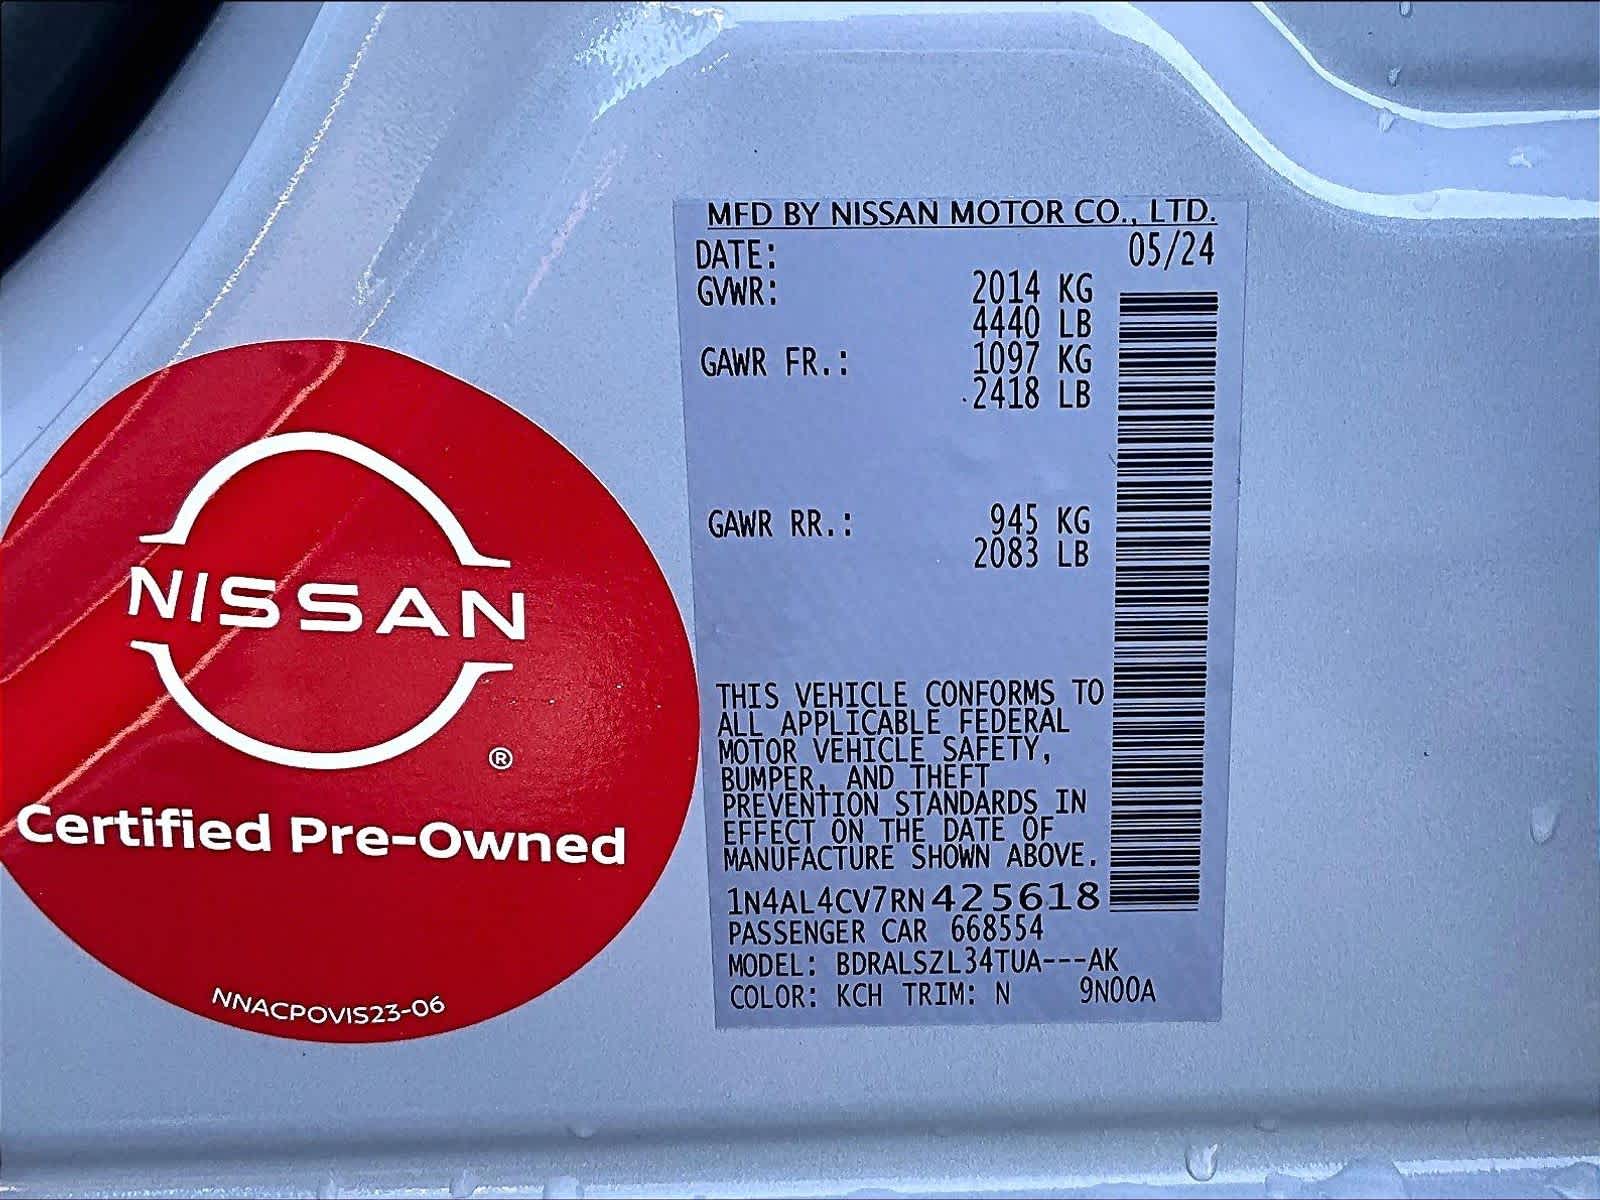 MFD BY NISSAN MOTOR CO., LTD.
DATE: 05/24
GVWR: 2014 KG
4440 LB
GAWR FR.: 1097 KG
2418 LB
GAWR RR.: 945 KG
2083 LB
THIS VEHICLE CONFORMS TO
ALL APPLICABLE FEDERAL
MOTOR VEHICLE SAFETY,
BUMPER, AND THEFT
PREVENTION STANDARDS IN
EFFECT ON THE DATE OF
MANUFACTURE SHOWN ABOVE.
1N4AL4CV7RN425618
PASSENGER CAR 668554
MODEL: BDRALSZL34TUA---AK
COLOR: KCH TRIM: N 9N00A
NISSAN
®
Certified Pre-Owned
NNACPOVIS23-06